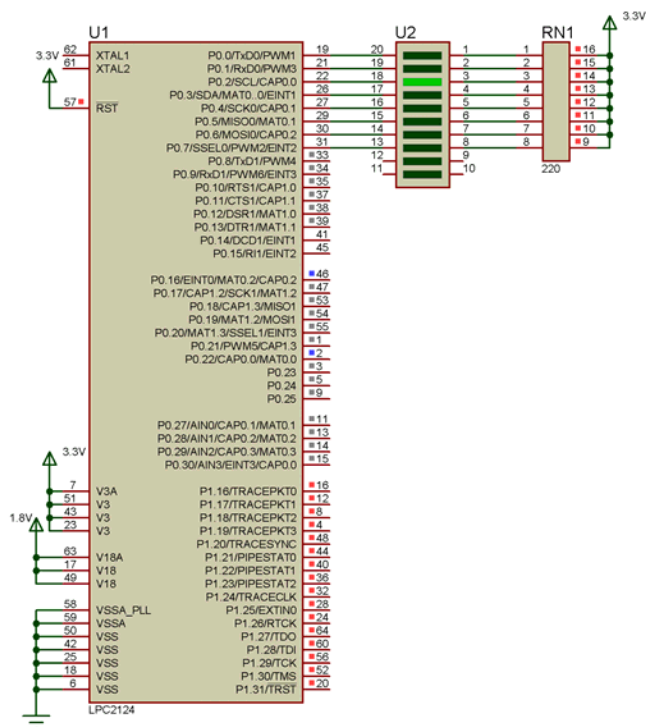 U1 U2 RN1 3.3V
3.3V 62 XTAL1 P0.0/TxD0/PWM1 19 20 1 1 16
61 XTAL2 P0.1/RxD0/PWM3 21 19 2 2 15
P0.2/SCL/CAP0.0 22 18 3 3 14
P0.3/SDA/MAT0..0/EINT1 26 17 4 4 13
57 RST P0.4/SCK0/CAP0.1 27 16 5 5 12
P0.5/MISO0/MAT0.1 29 15 6 6 11
P0.6/MOSI0/CAP0.2 30 14 7 7 10
P0.7/SSEL0/PWM2/EINT2 31 13 8 8 9
P0.8/TxD1/PWM4 33 12 9
P0.9/RxD1/PWM6/EINT3 34 11 10 220
P0.10/RTS1/CAP1.0 35
P0.11/CTS1/CAP1.1 37
P0.12/DSR1/MAT1.0 38
P0.13/DTR1/MAT1.1 39
P0.14/DCD1/EINT1 41
P0.15/RI1/EINT2 45
P0.16/EINT0/MAT0.2/CAP0.2 46
P0.17/CAP1.2/SCK1/MAT1.2 47
P0.18/CAP1.3/MISO1 53
P0.19/MAT1.2/MOSI1 54
P0.20/MAT1.3/SSEL1/EINT3 55
P0.21/PWM5/CAP1.3 1
P0.22/CAP0.0/MAT0.0 2
P0.23 3
P0.24 5
P0.25 9
P0.27/AIN0/CAP0.1/MAT0.1 11
P0.28/AIN1/CAP0.2/MAT0.2 13
P0.29/AIN2/CAP0.3/MAT0.3 14
P0.30/AIN3/EINT3/CAP0.0 15
3.3V
7 V3A P1.16/TRACEPKT0 16
51 V3 P1.17/TRACEPKT1 12
43 V3 P1.18/TRACEPKT2 8
1.8V 23 V3 P1.19/TRACEPKT3 4
P1.20/TRACESYNC 48
63 V18A P1.21/PIPESTAT0 44
17 V18 P1.22/PIPESTAT1 40
49 V18 P1.23/PIPESTAT2 36
P1.24/TRACECLK 32
58 VSSA_PLL P1.25/EXTIN0 28
59 VSSA P1.26/RTCK 24
50 VSS P1.27/TDO 64
42 VSS P1.28/TDI 60
25 VSS P1.29/TCK 56
18 VSS P1.30/TMS 52
6 VSS P1.31/TRST 20
LPC2124